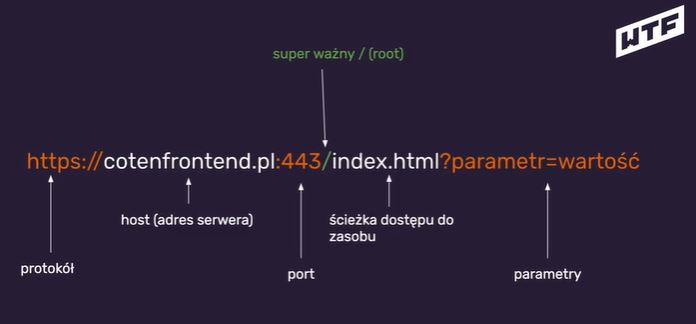 WTF
super ważny / (root)
https://cotenfrontend.pl:443/index.html?parametr=wartość
host (adres serwera)
ścieżka dostępu do
zasobu
protokół
port
parametry